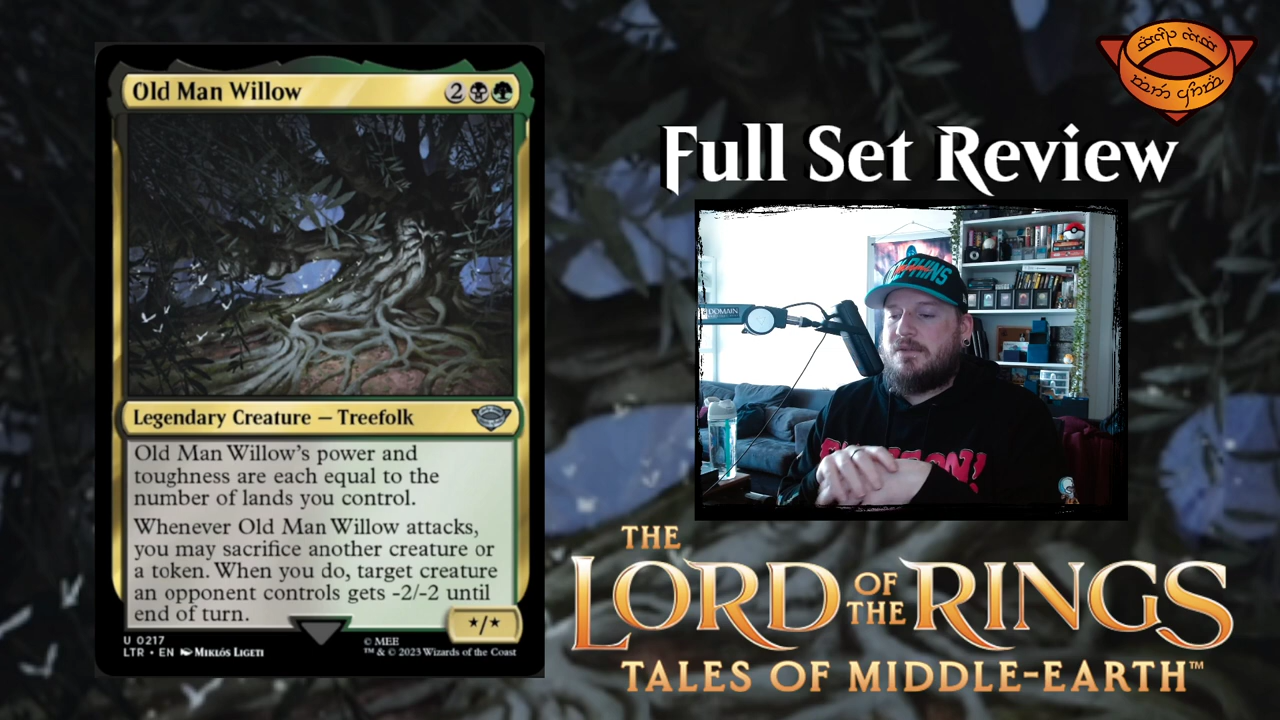 Old Man Willow
2
Legendary Creature — Treefolk
Old Man Willow's power and
toughness are each equal to the
number of lands you control.
Whenever Old Man Willow attacks,
you may sacrifice another creature or
a token. When you do, target creature
an opponent controls gets -2/-2 until
end of turn.
*/*
U 0217
LTR • EN MIKLÓS LIGETI
© MEE
™ & © 2023 Wizards of the Coast
Full Set Review
DOLPHINS
DOMAIN
THE
LORD OF THE RINGS
TALES OF MIDDLE-EARTH™